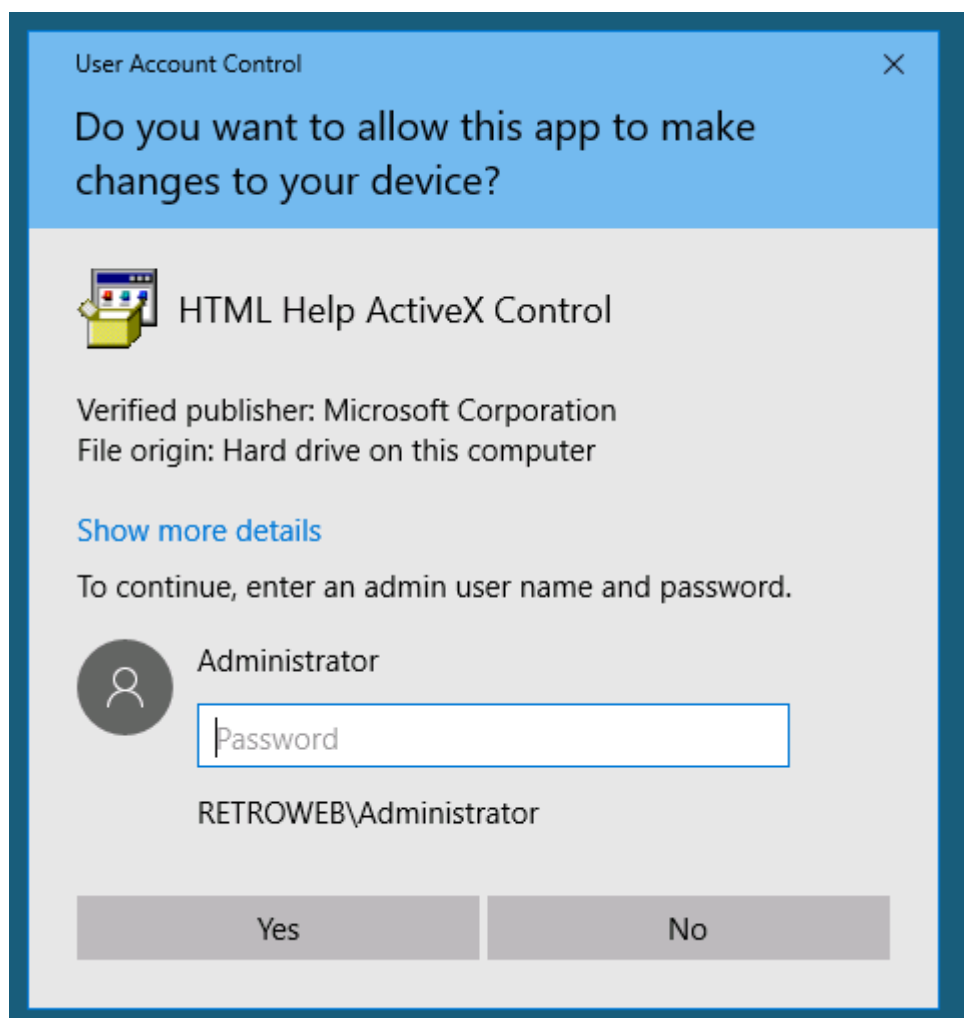 User Account Control
Do you want to allow this app to make
changes to your device?
HTML Help ActiveX Control
Verified publisher: Microsoft Corporation
File origin: Hard drive on this computer
Show more details
To continue, enter an admin user name and password.
Administrator
Password
RETROWEB\Administrator
Yes
No